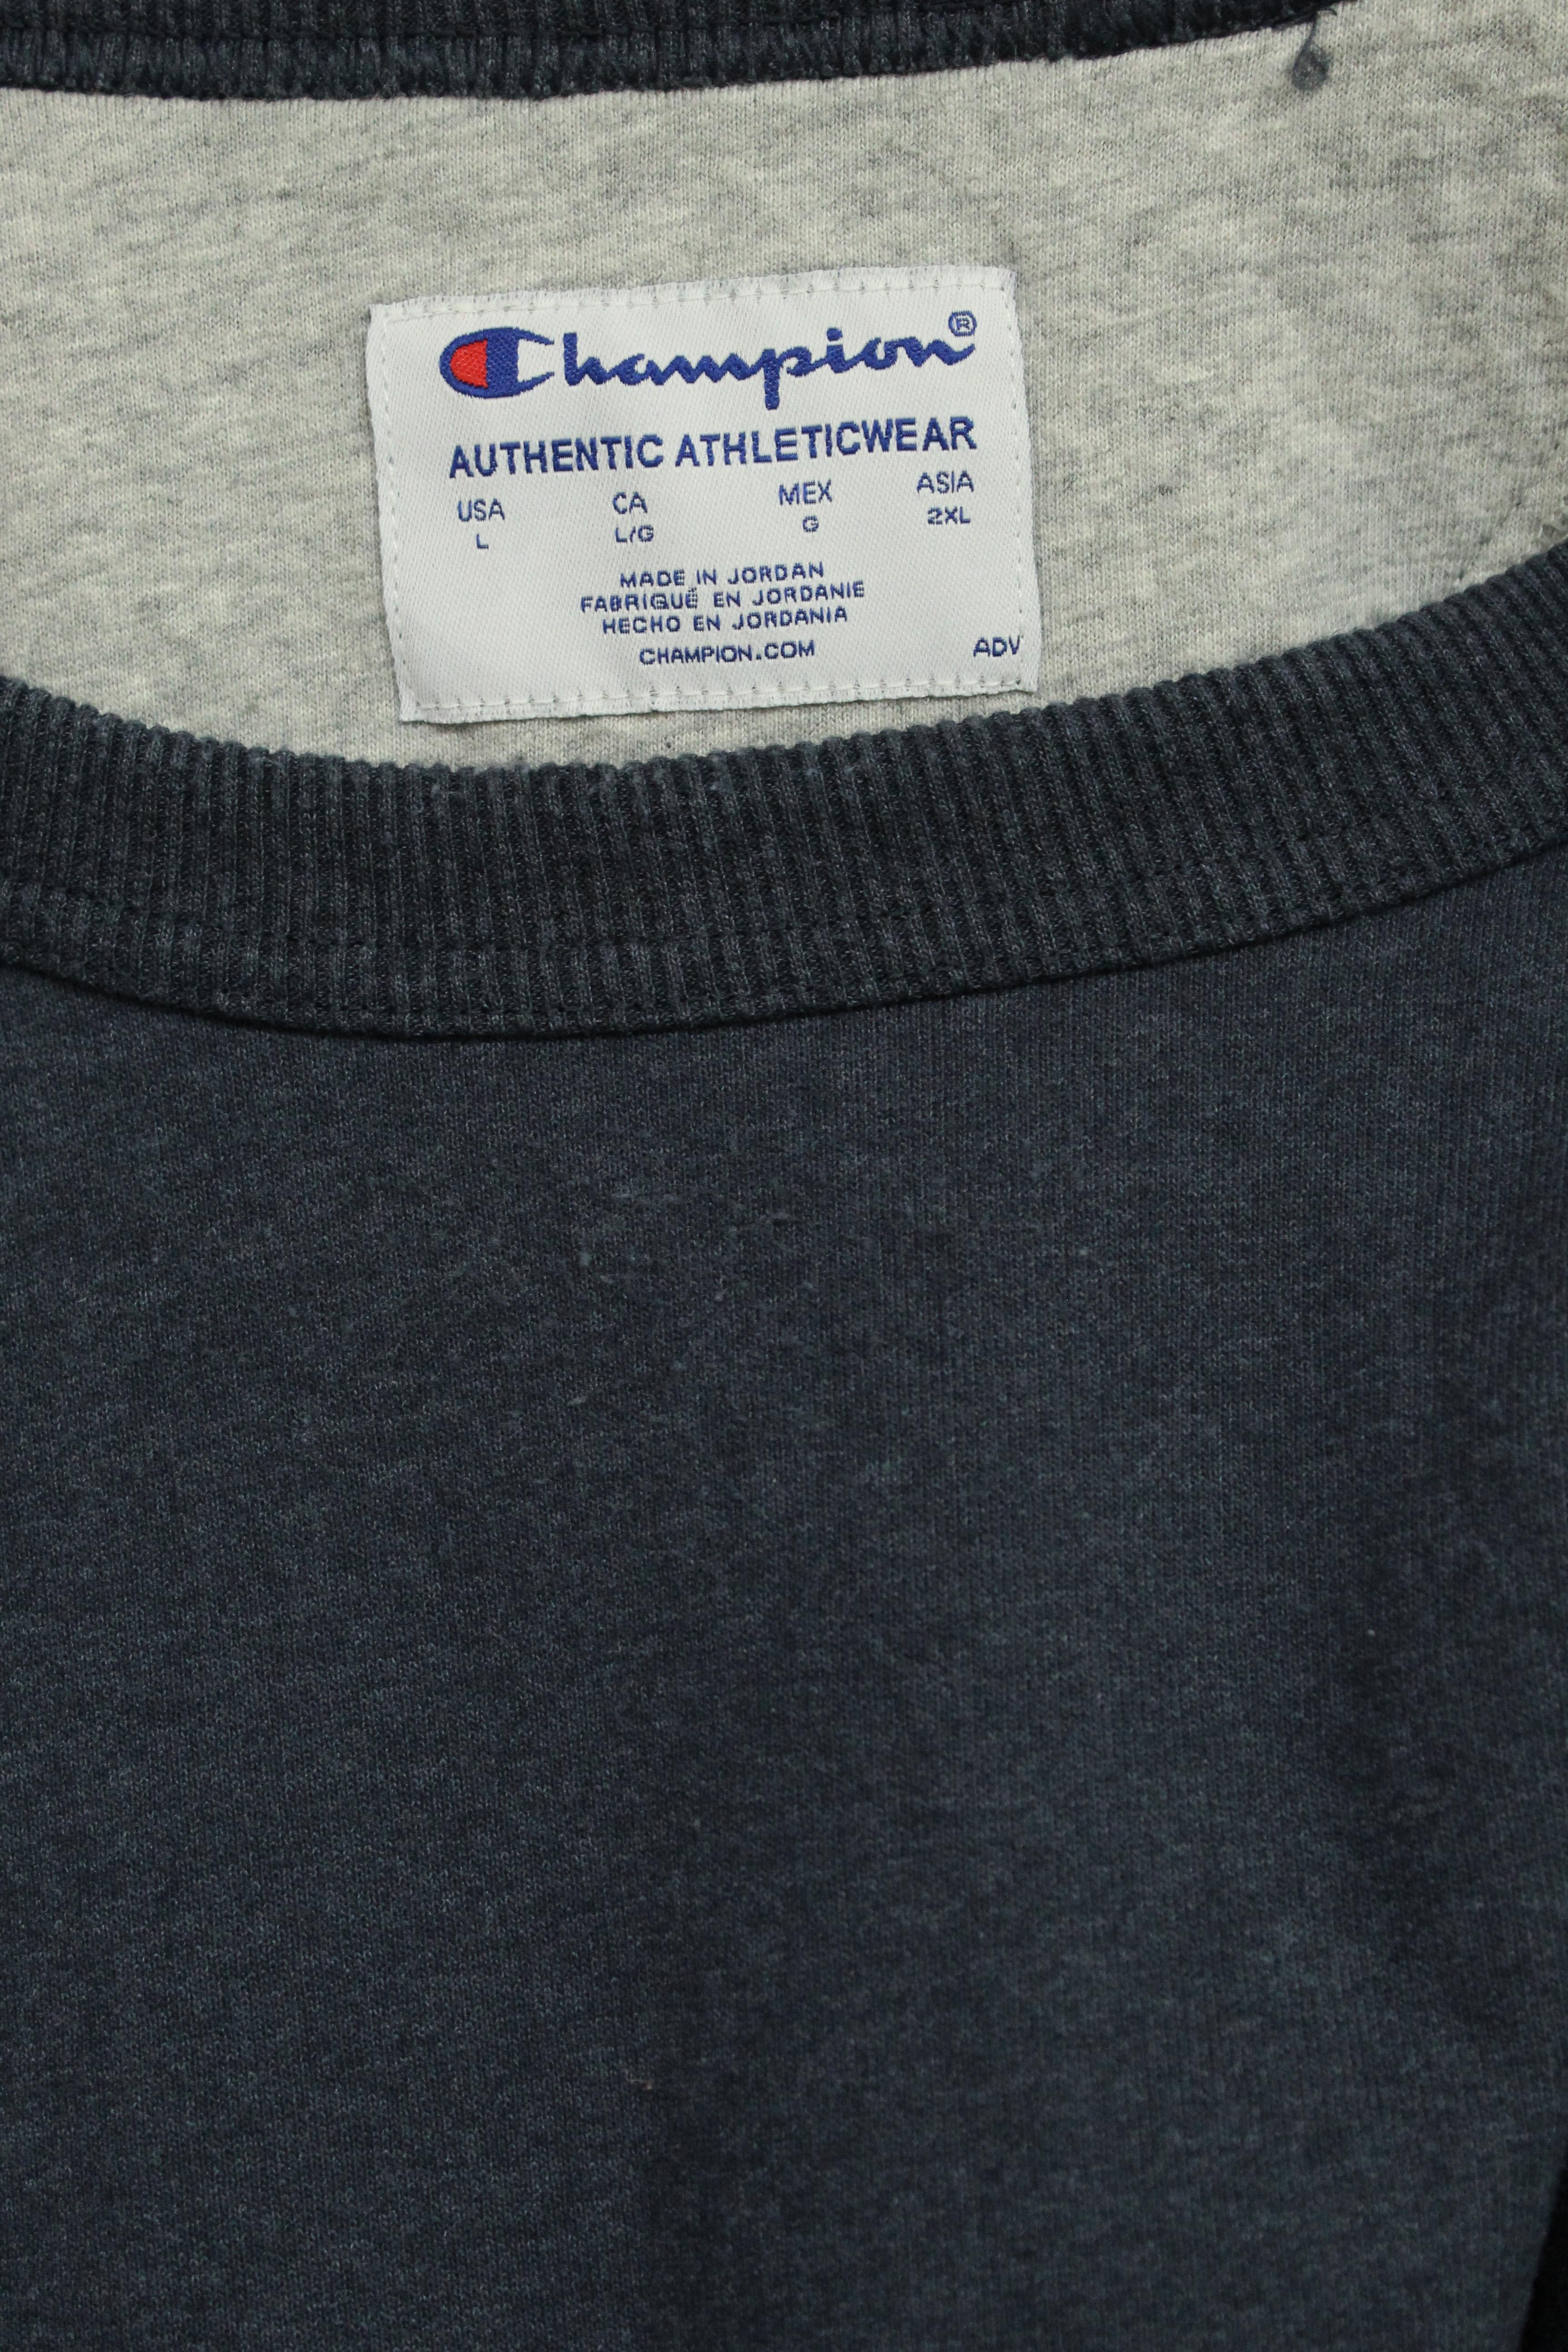 Champion®
AUTHENTIC ATHLETICWEAR
USA CA MEX ASIA
L L/G G 2XL
MADE IN JORDAN
FABRIQUÉ EN JORDANIE
HECHO EN JORDANIA
CHAMPION.COM ADV